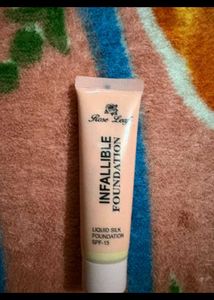 Rose Leaf
INFALLIBLE
FOUNDATION
LIQUID SILK
FOUNDATION
SPF-15